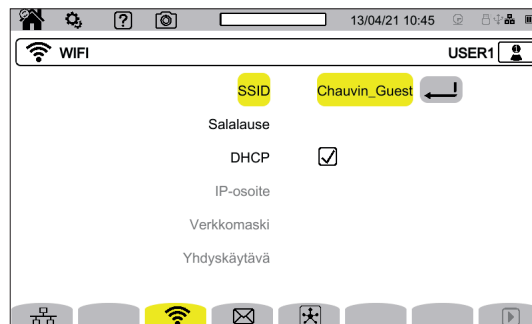 13/04/21 10:45
WIFI USER1
SSID Chauvin_Guest
Salalause
DHCP
IP-osoite
Verkkomaski
Yhdyskäytävä